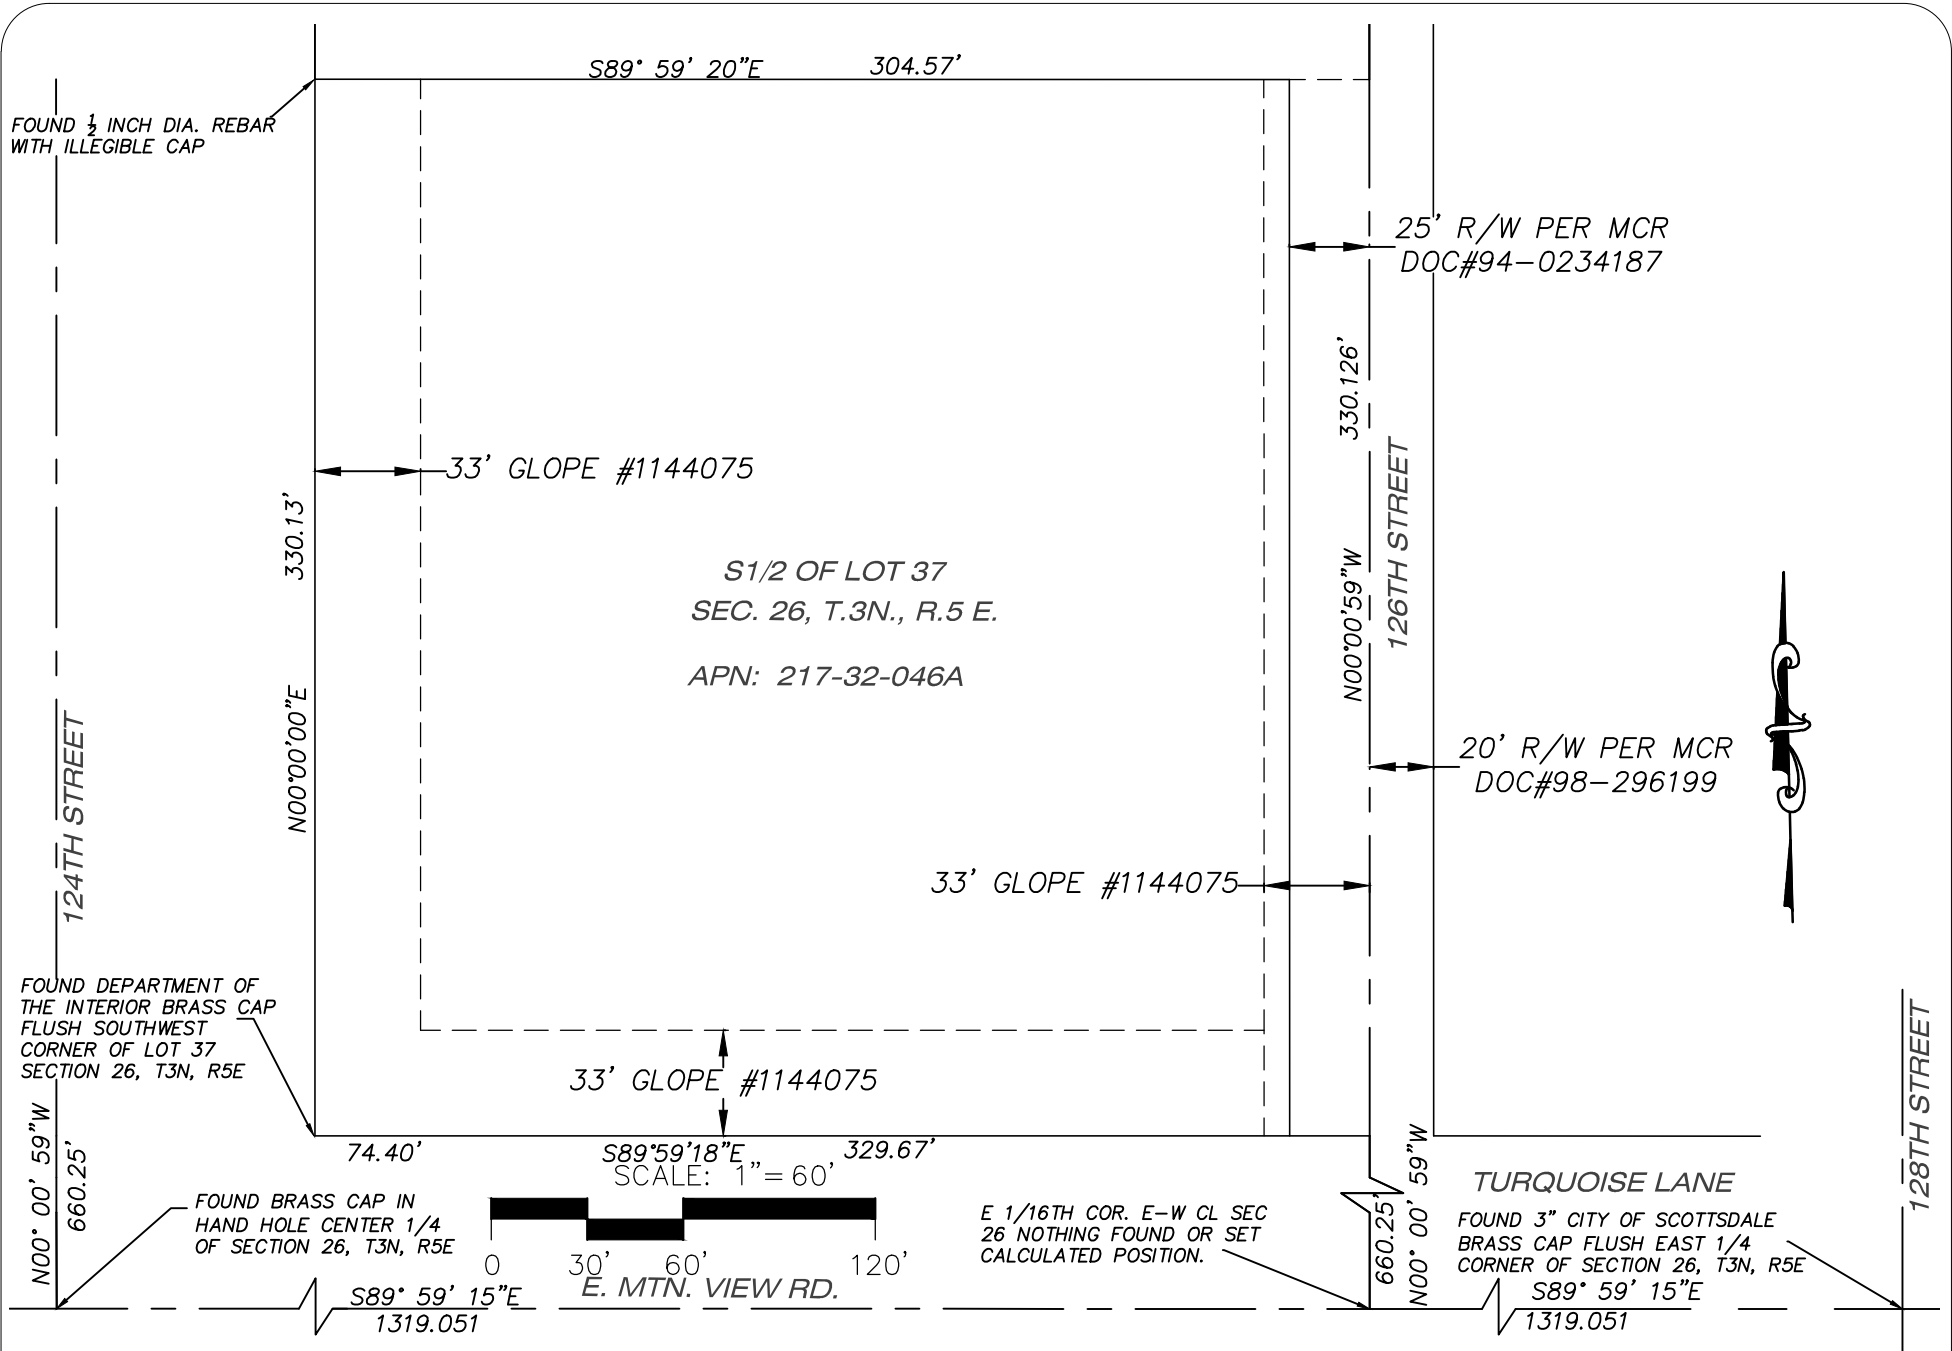 S89° 59' 20"E 304.57'
FOUND ½ INCH DIA. REBAR
WITH ILLEGIBLE CAP
25' R/W PER MCR
DOC#94-0234187
330.126'
33' GLOPE #1144075
330.13'
126TH STREET
S1/2 OF LOT 37
SEC. 26, T.3N., R.5 E.
APN: 217-32-046A
N00°00'59"W
N00°00'00"E
20' R/W PER MCR
DOC#98-296199
124TH STREET
33' GLOPE #1144075
FOUND DEPARTMENT OF
THE INTERIOR BRASS CAP
FLUSH SOUTHWEST
CORNER OF LOT 37
SECTION 26, T3N, R5E
33' GLOPE #1144075
128TH STREET
N00° 00' 59"W
660.25'
74.40' S89°59'18"E 329.67'
SCALE: 1"=60'
0 30' 60' 120'
FOUND BRASS CAP IN
HAND HOLE CENTER 1/4
OF SECTION 26, T3N, R5E
E. MTN. VIEW RD.
E 1/16TH COR. E-W CL SEC
26 NOTHING FOUND OR SET
CALCULATED POSITION.
660.25'
N00° 00' 59"W
TURQUOISE LANE
FOUND 3" CITY OF SCOTTSDALE
BRASS CAP FLUSH EAST 1/4
CORNER OF SECTION 26, T3N, R5E
S89° 59' 15"E
1319.051
S89° 59' 15"E
1319.051